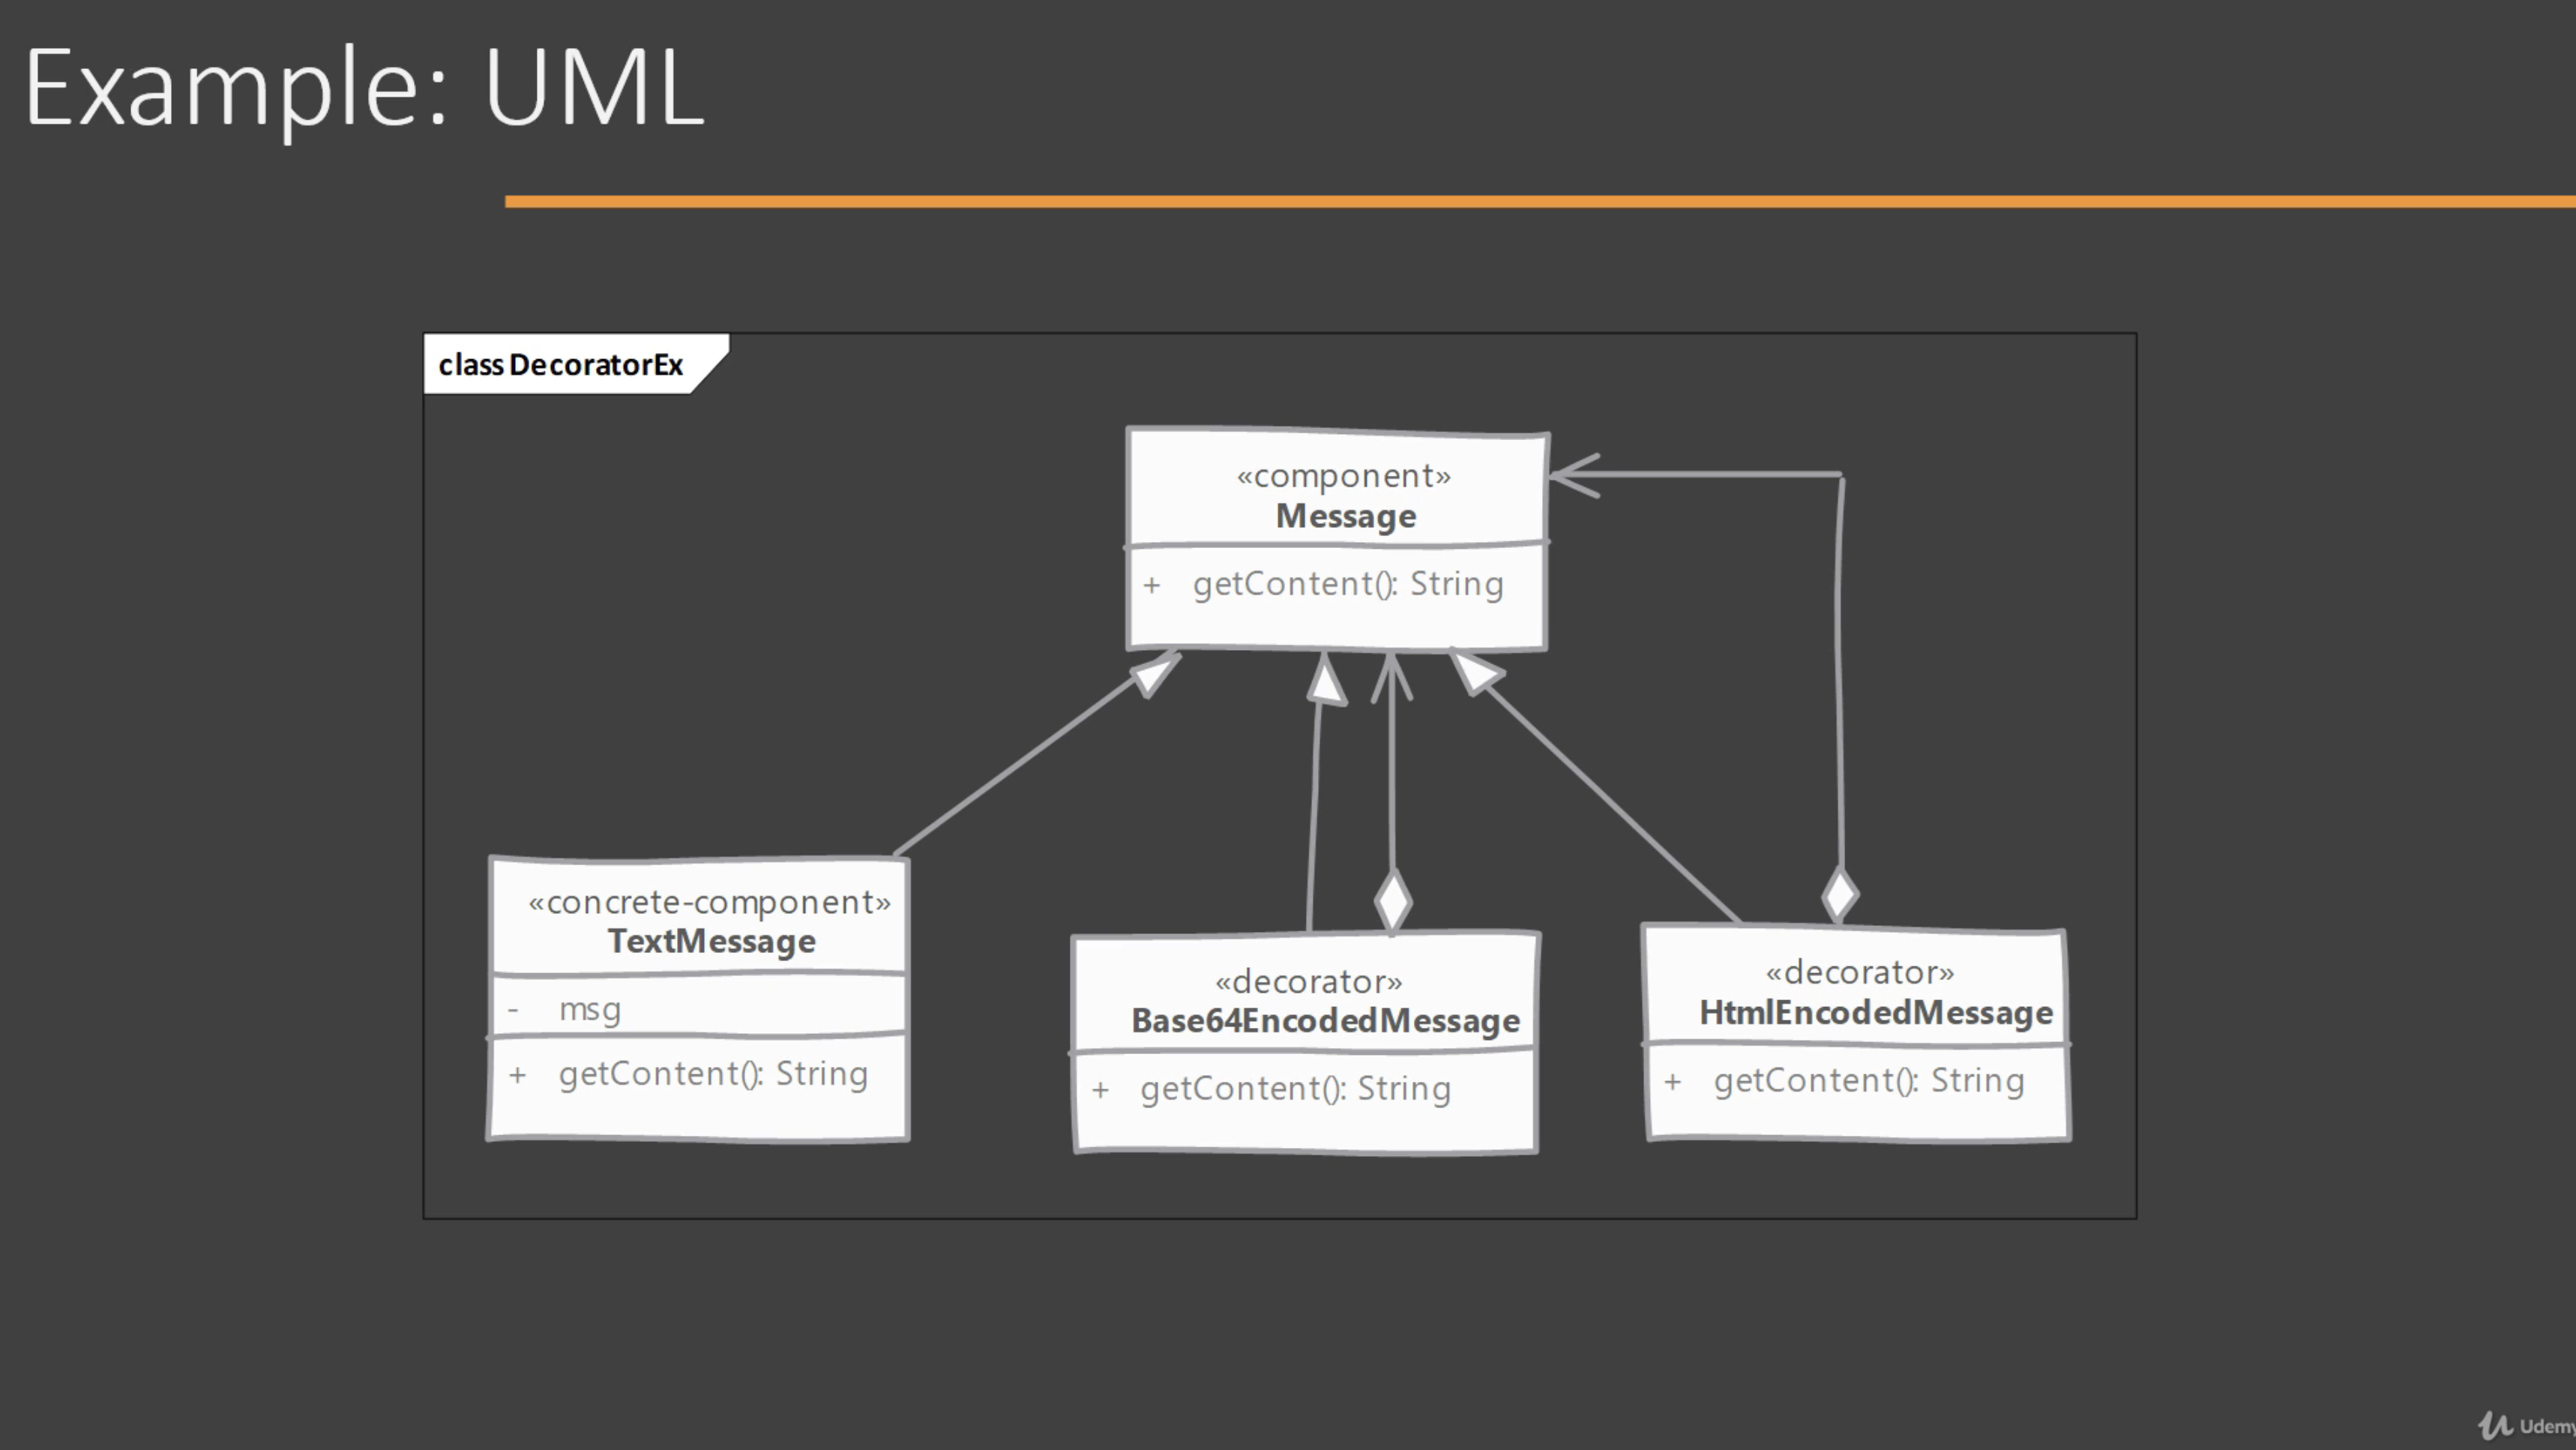 Example: UML
class DecoratorEx
«component»
Message
+ getContent(): String
«concrete-component»
TextMessage
- msg
+ getContent(): String
«decorator»
Base64EncodedMessage
+ getContent(): String
«decorator»
HtmlEncodedMessage
+ getContent(): String
Udemy